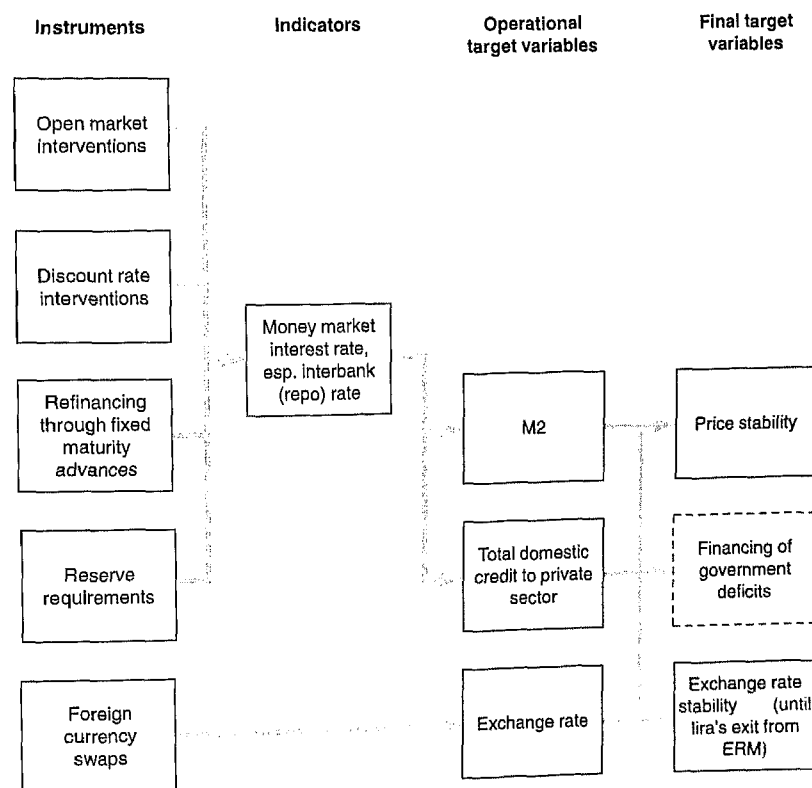 Instruments
Indicators
Operational
target variables
Final target
variables
Open market
interventions
Discount rate
interventions
Refinancing
through fixed
maturity
advances
Reserve
requirements
Foreign
currency
swaps
Money market
interest rate,
esp. interbank
(repo) rate
M2
Total domestic
credit to private
sector
Exchange rate
Price stability
Financing of
government
deficits
Exchange rate
stability (until
lira's exit from
ERM)